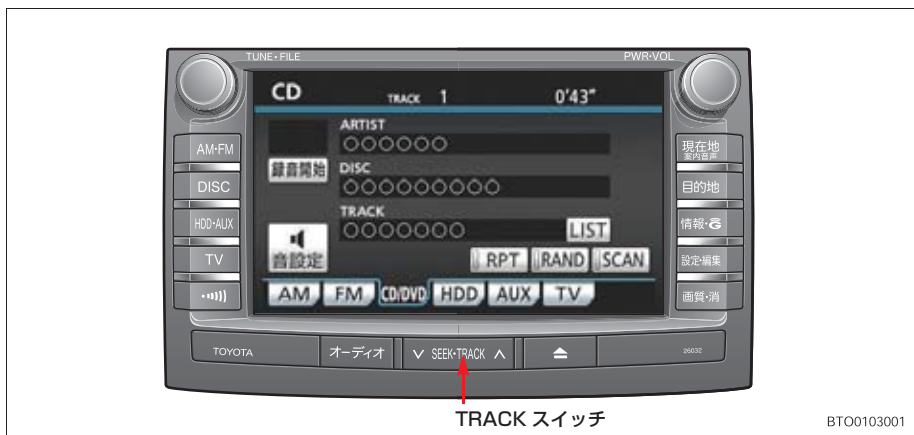 TUNE・FILE
PWR・VOL
CD TRACK 1 0'43"
ARTIST
○○○○○○
録音開始
DISC
○○○○○○○○○
TRACK
○○○○○○○ LIST
音設定
RPT RAND SCAN
AM FM CD/DVD HDD AUX TV
AM・FM
DISC
HDD・AUX
TV
現在地
案内音声
目的地
情報・G
設定・編集
画質・消
TOYOTA オーディオ ∨ SEEK・TRACK ∧ 26032
TRACK スイッチ
BTO0103001